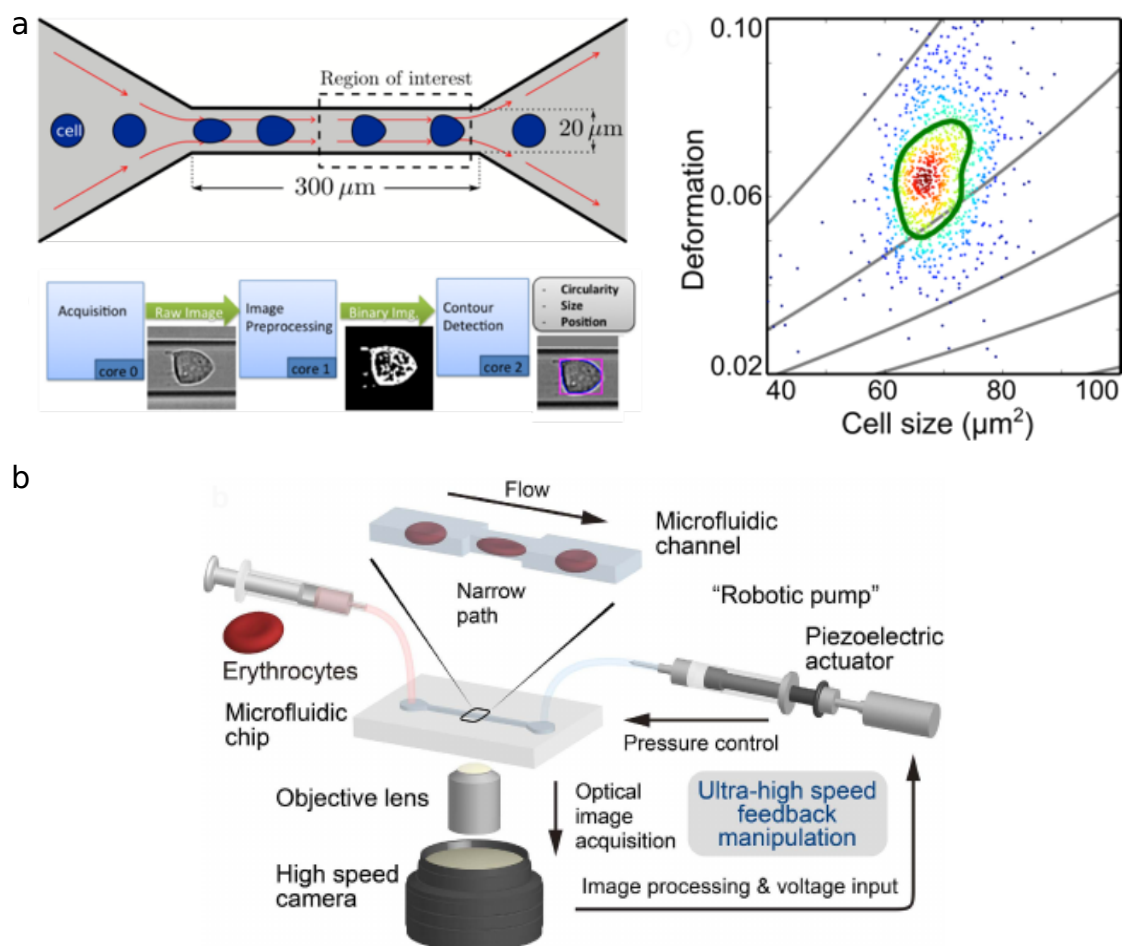 a
Region of interest
cell
20 μm
300 μm
Acquisition
core 0
Raw Image
Image
Preprocessing
core 1
Binary Img.
Contour
Detection
core 2
- Circularity
- Size
- Position
c)
0.10
0.06
0.02
Deformation
40
60
80
100
Cell size (μm²)
b
b
Flow
Microfluidic
channel
Narrow
path
"Robotic pump"
Piezoelectric
actuator
Erythrocytes
Microfluidic
chip
Pressure control
Objective lens
Optical
image
acquisition
Ultra-high speed
feedback
manipulation
High speed
camera
Image processing & voltage input